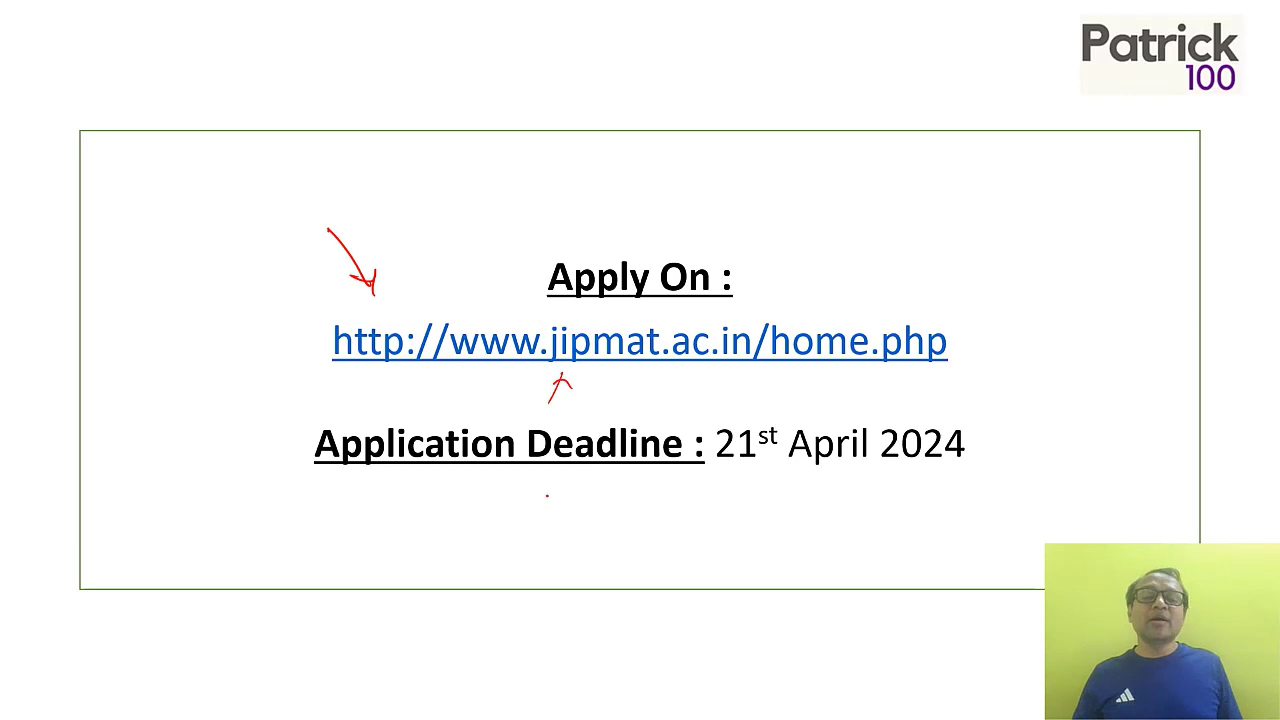 Patrick
100
Apply On :
http://www.jipmat.ac.in/home.php
Application Deadline : 21st April 2024